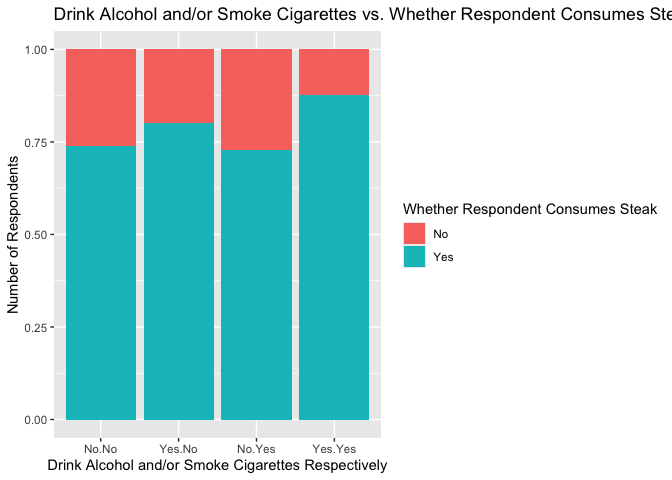 Drink Alcohol and/or Smoke Cigarettes vs. Whether Respondent Consumes Ste
1.00
0.75
0.50
0.25
0.00
Number of Respondents
No.No Yes.No No.Yes Yes.Yes
Drink Alcohol and/or Smoke Cigarettes Respectively
Whether Respondent Consumes Steak
No
Yes